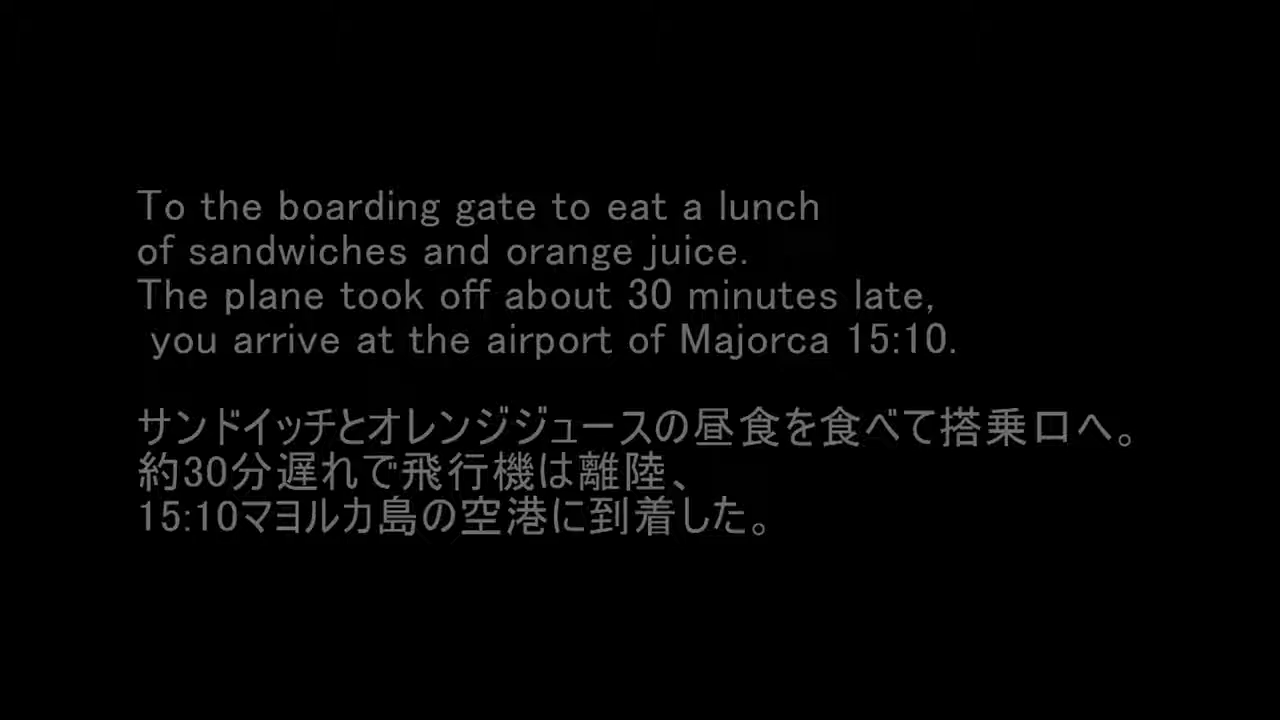 To the boarding gate to eat a lunch
of sandwiches and orange juice.
The plane took off about 30 minutes late,
you arrive at the airport of Majorca 15:10.
サンドイッチとオレンジジュースの昼食を食べて搭乗口へ。
約30分遅れで飛行機は離陸、
15:10マヨルカ島の空港に到着した。